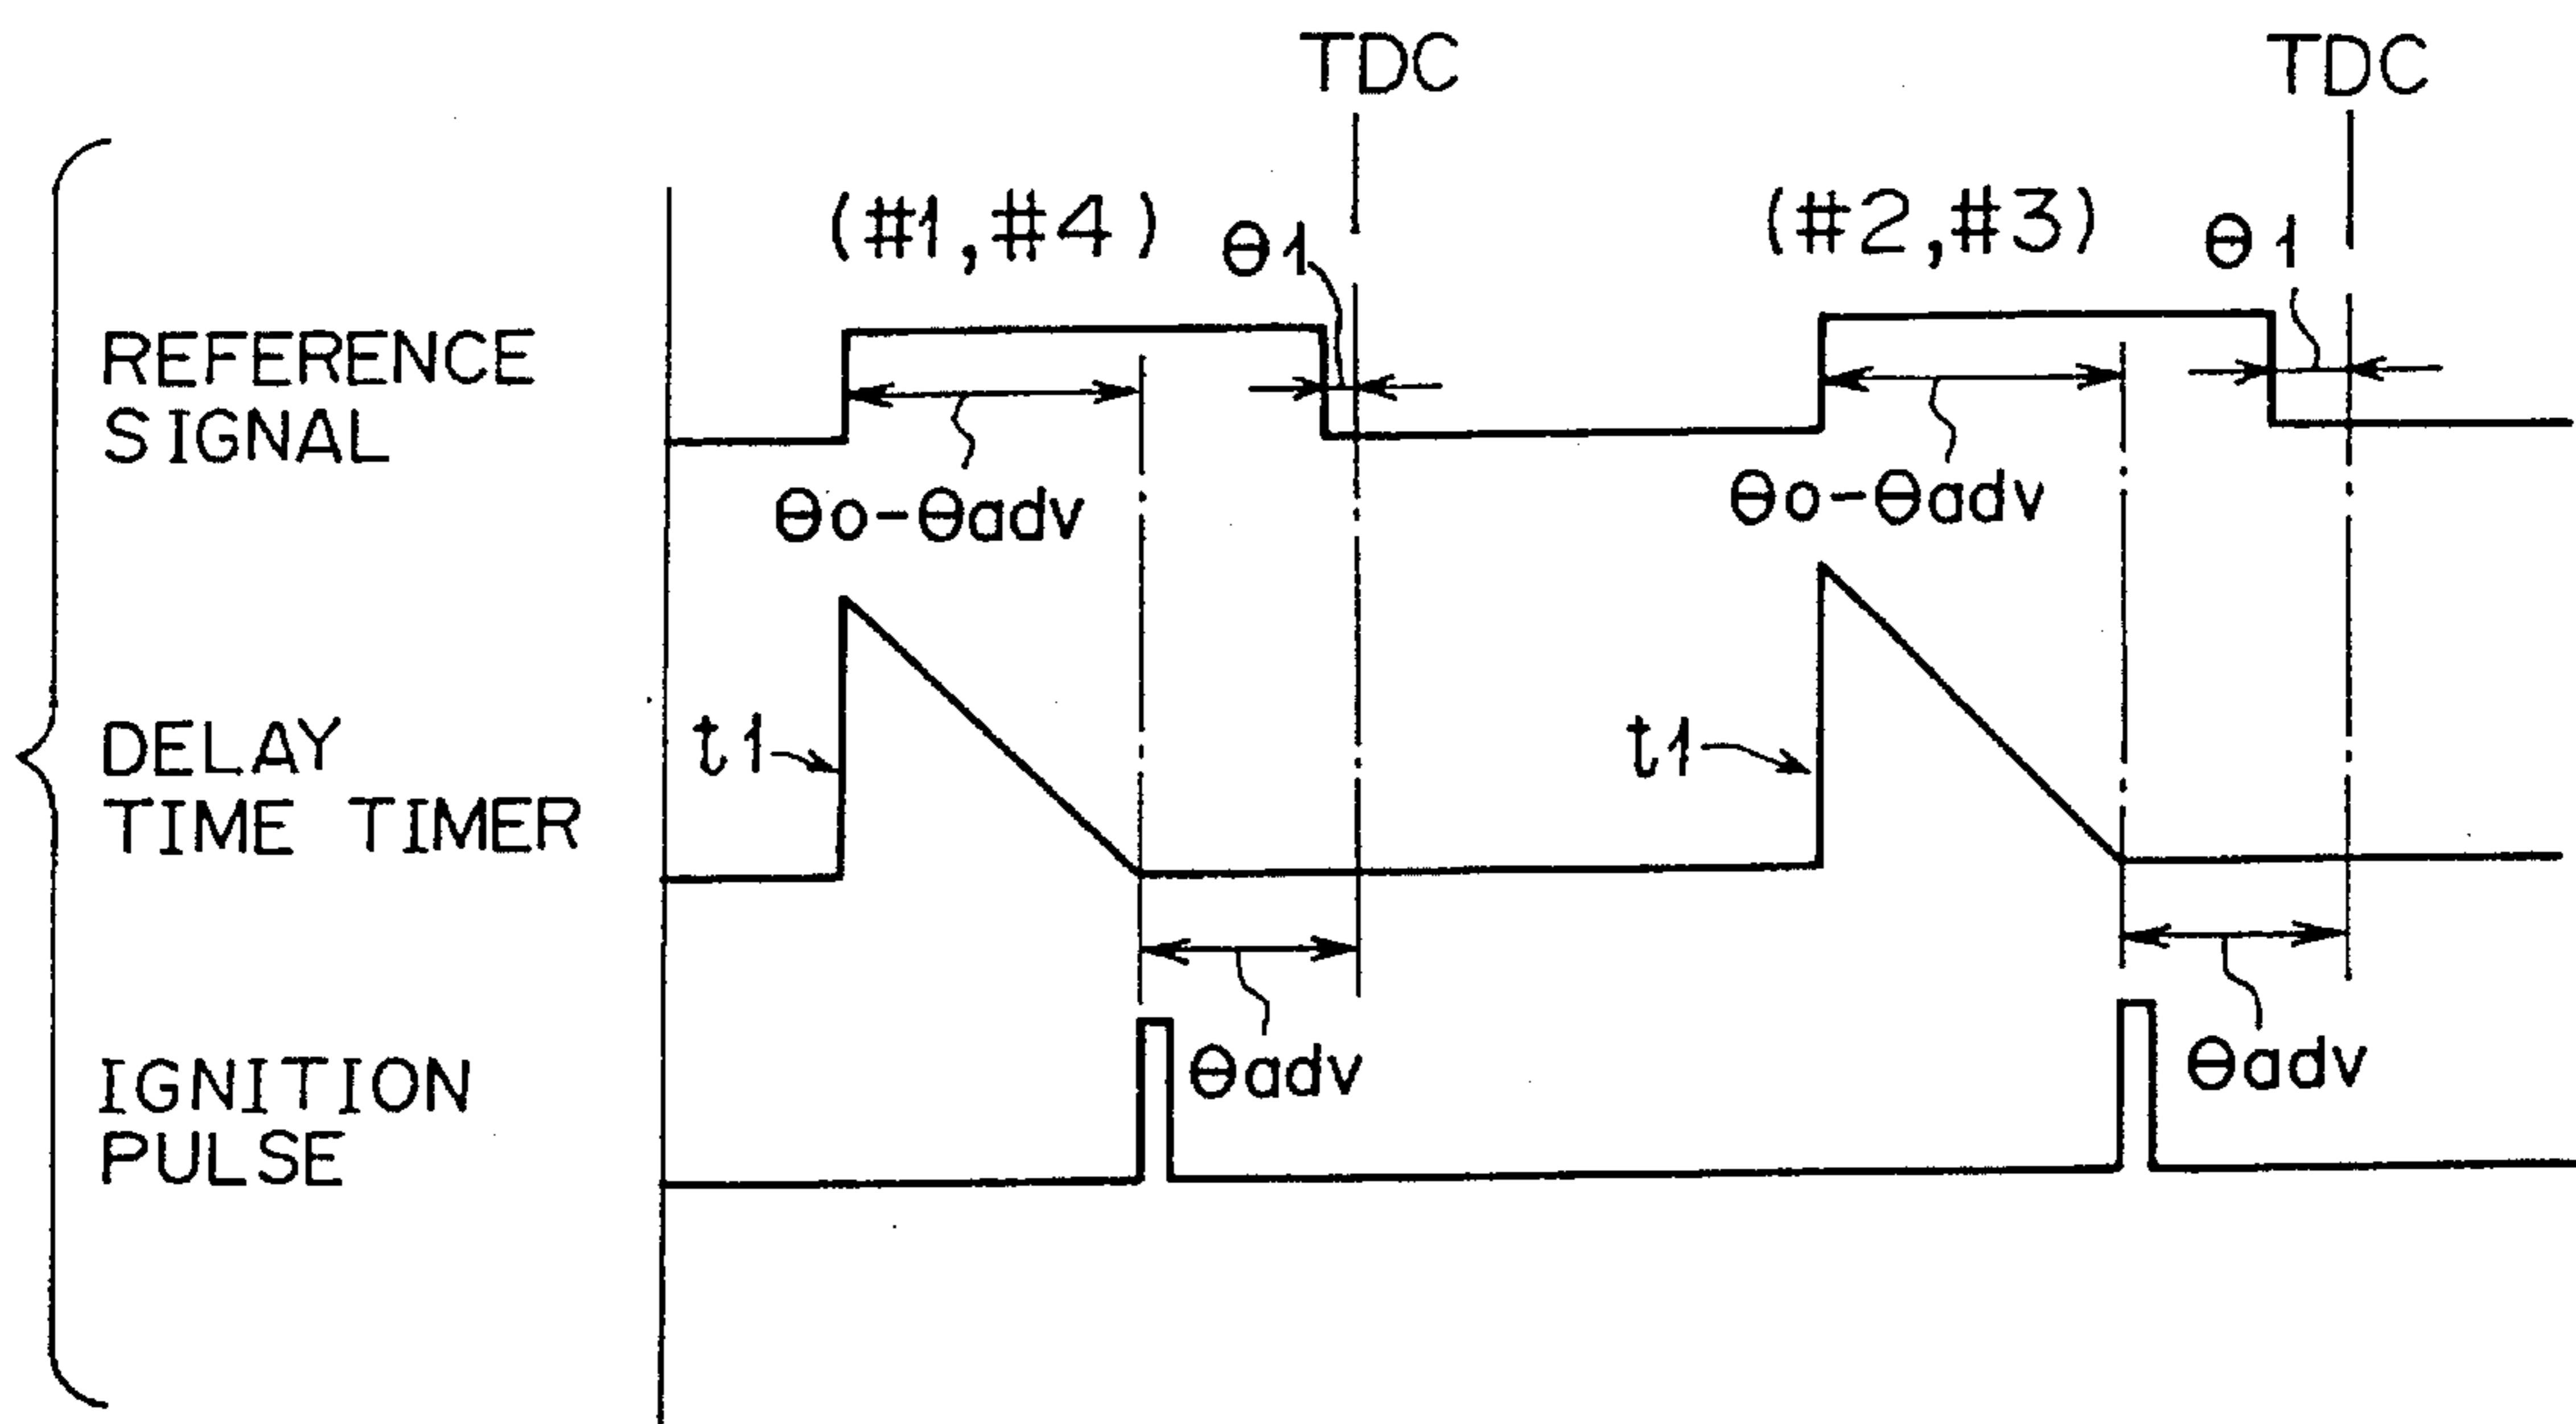 TDC TDC
(#1,#4) θ1 (#2,#3) θ1
REFERENCE
SIGNAL
θo-θadv θo-θadv
t1 t1
DELAY
TIME TIMER
θadv θadv
IGNITION
PULSE